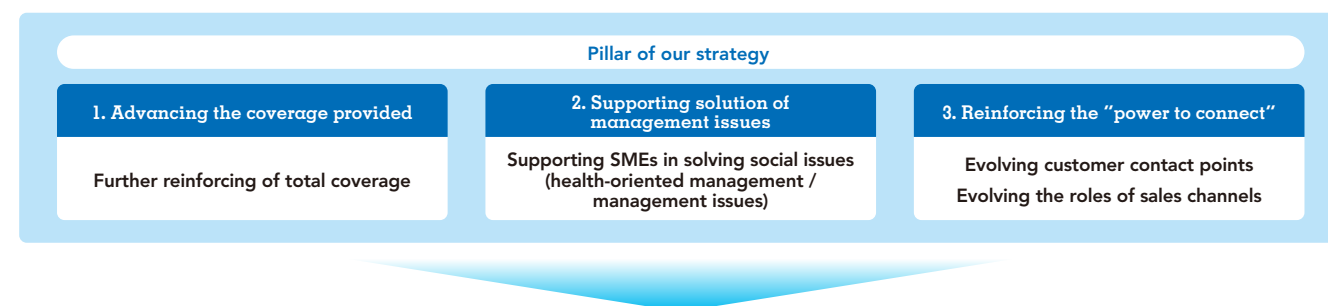 Pillar of our strategy
1. Advancing the coverage provided
Further reinforcing of total coverage
2. Supporting solution of
management issues
Supporting SMEs in solving social issues
(health-oriented management /
management issues)
3. Reinforcing the “power to connect”
Evolving customer contact points
Evolving the roles of sales channels